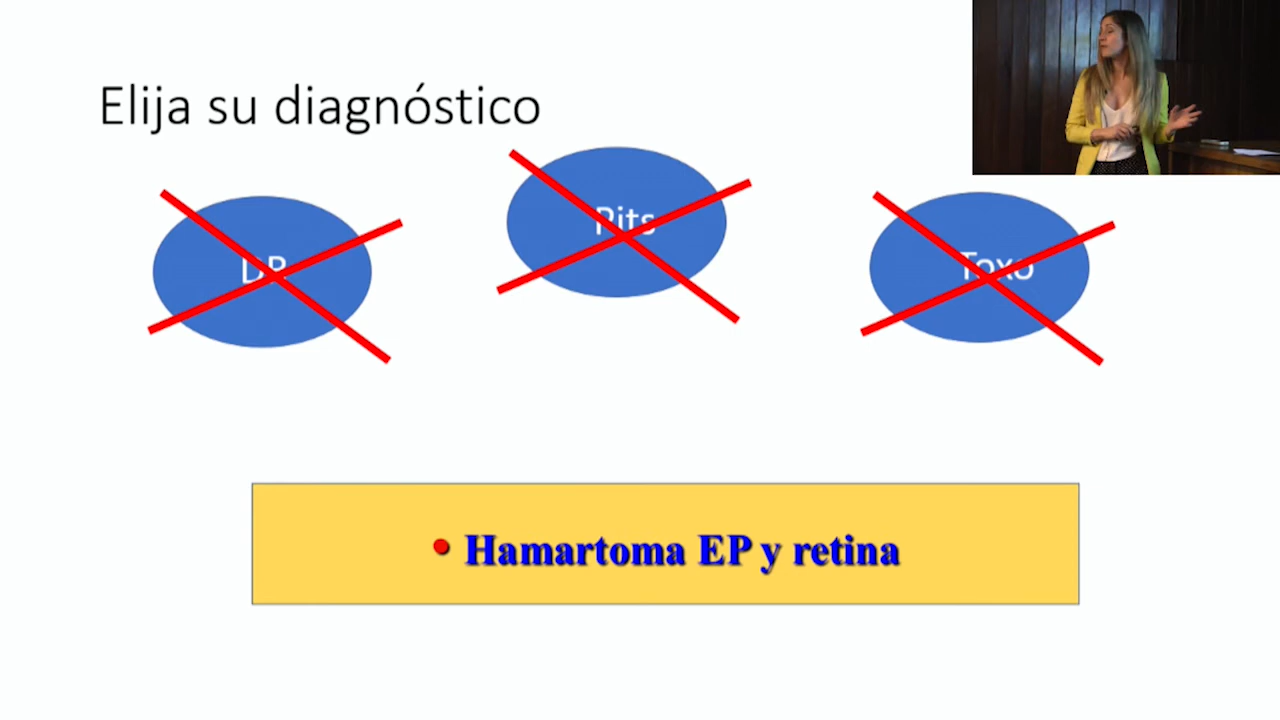 Elija su diagnóstico
DR
Pits
Toxo
• Hamartoma EP y retina